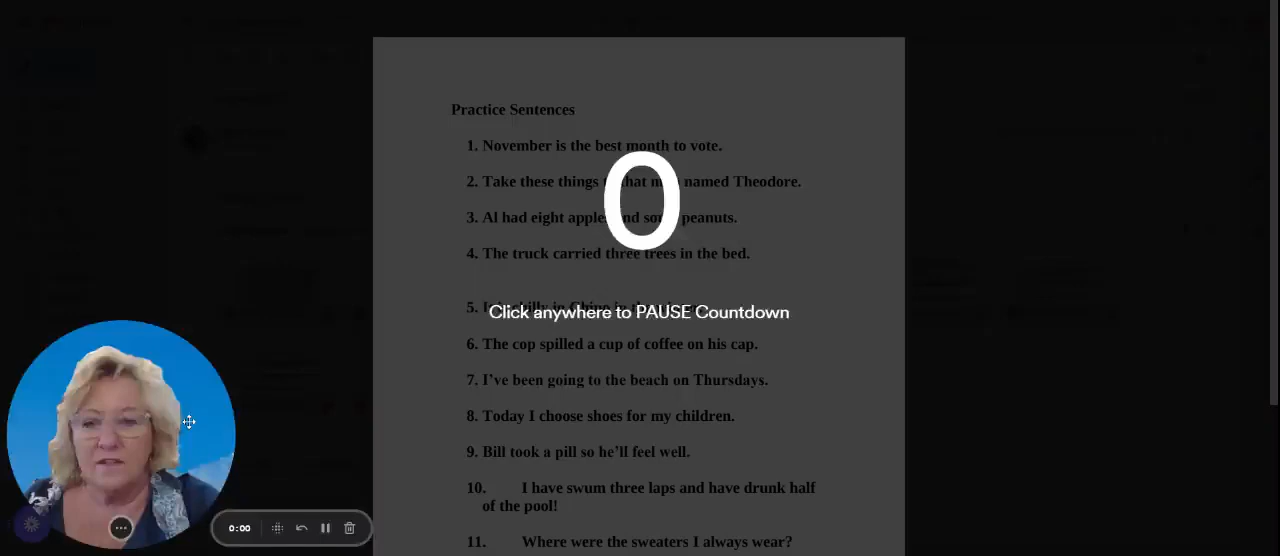 Practice Sentences
1. November is the best month to vote.
0
2. Take these things that named Theodore.
3. Al had eight apples and some peanuts.
4. The truck carried three trees in the bed.
5.
Click anywhere to PAUSE Countdown
6. The cop spilled a cup of coffee on his cap.
7. I’ve been going to the beach on Thursdays.
8. Today I choose shoes for my children.
9. Bill took a pill so he’ll feel well.
10. I have swum three laps and have drunk half
of the pool!
0:00
11. Where were the sweaters I always wear?